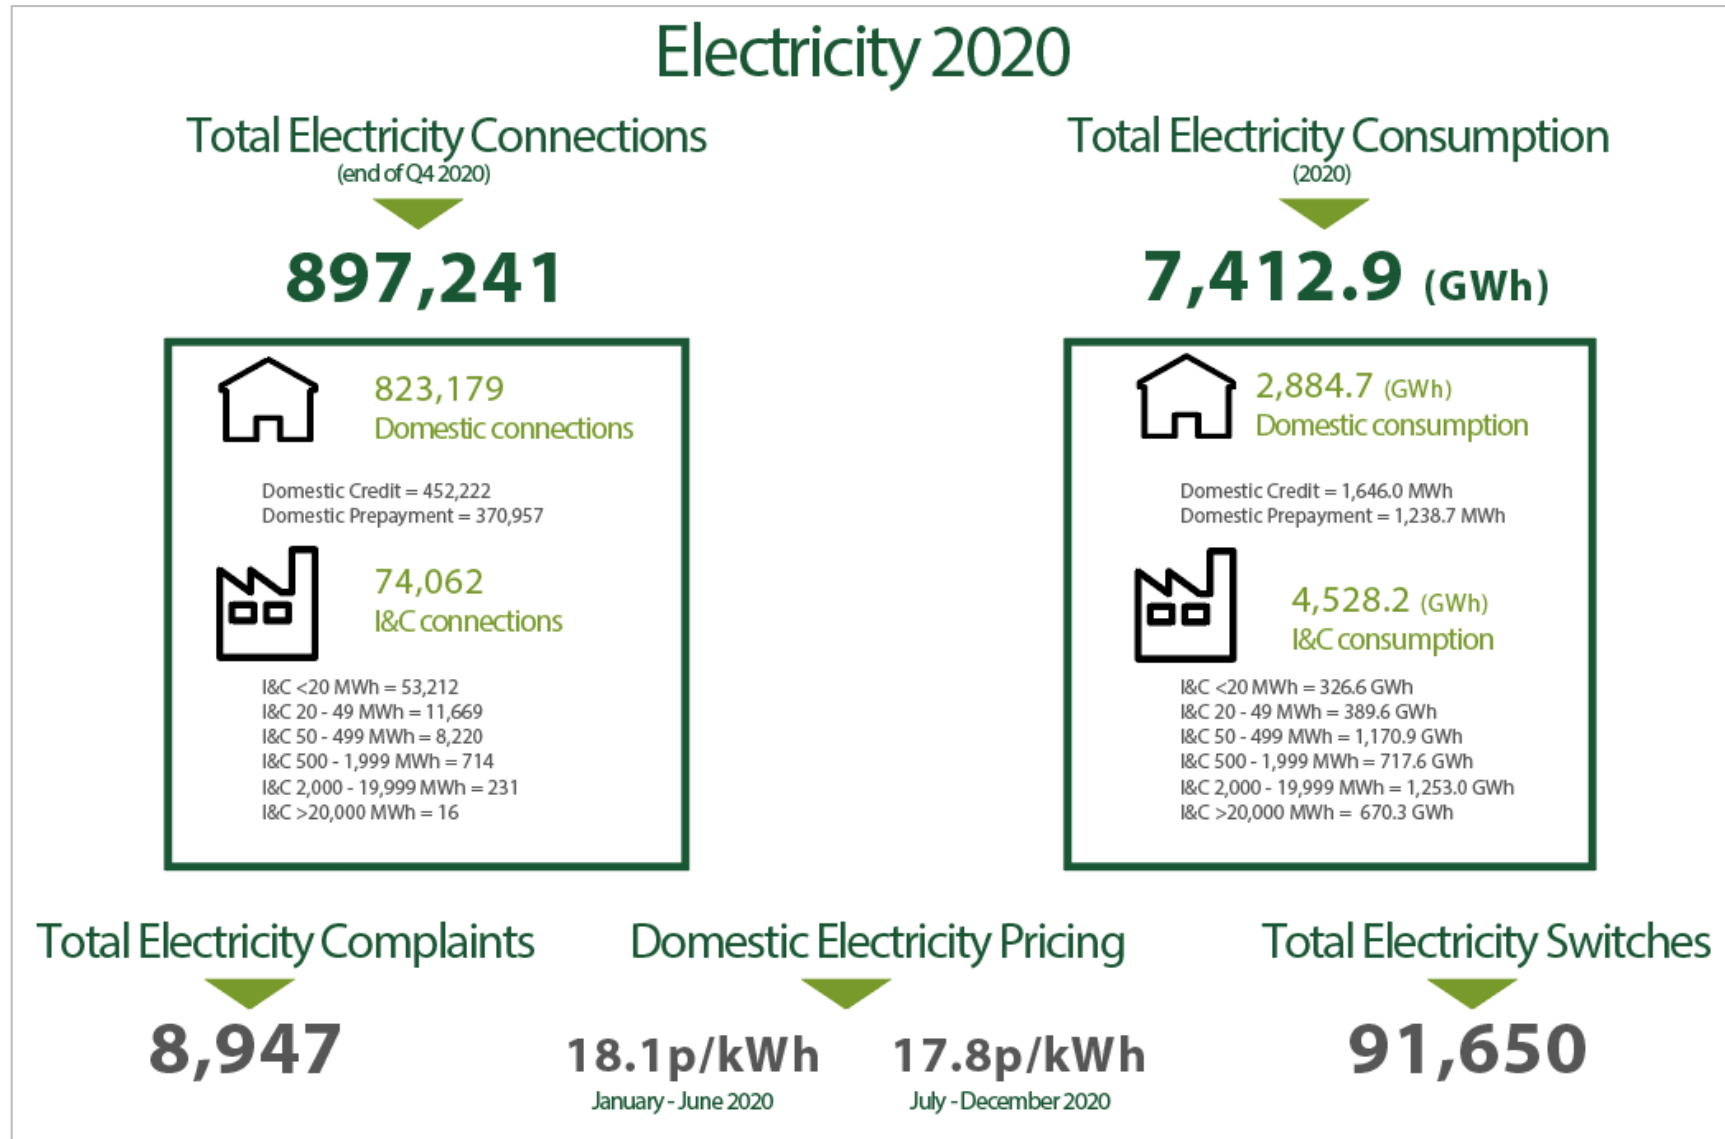 Electricity 2020
Total Electricity Connections
(end of Q4 2020)
897,241
823,179
Domestic connections
Domestic Credit = 452,222
Domestic Prepayment = 370,957
74,062
I&C connections
I&C <20 MWh = 53,212
I&C 20 - 49 MWh = 11,669
I&C 50 - 499 MWh = 8,220
I&C 500 - 1,999 MWh = 714
I&C 2,000 - 19,999 MWh = 231
I&C >20,000 MWh = 16
Total Electricity Consumption
(2020)
7,412.9 (GWh)
2,884.7 (GWh)
Domestic consumption
Domestic Credit = 1,646.0 MWh
Domestic Prepayment = 1,238.7 MWh
4,528.2 (GWh)
I&C consumption
I&C <20 MWh = 326.6 GWh
I&C 20 - 49 MWh = 389.6 GWh
I&C 50 - 499 MWh = 1,170.9 GWh
I&C 500 - 1,999 MWh = 717.6 GWh
I&C 2,000 - 19,999 MWh = 1,253.0 GWh
I&C >20,000 MWh = 670.3 GWh
Total Electricity Complaints
8,947
Domestic Electricity Pricing
18.1p/kWh
January - June 2020
17.8p/kWh
July - December 2020
Total Electricity Switches
91,650